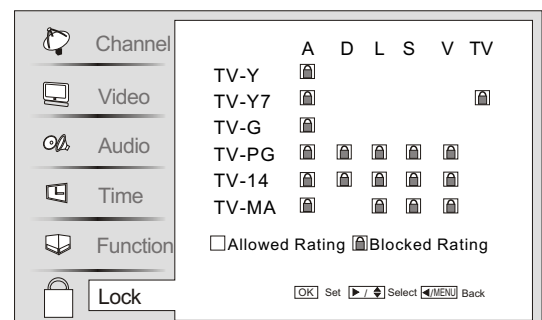 Channel
Video
Audio
Time
Function
Lock
A D L S V TV
TV-Y
TV-Y7
TV-G
TV-PG
TV-14
TV-MA
Allowed Rating Blocked Rating
OK Set / Select /MENU Back